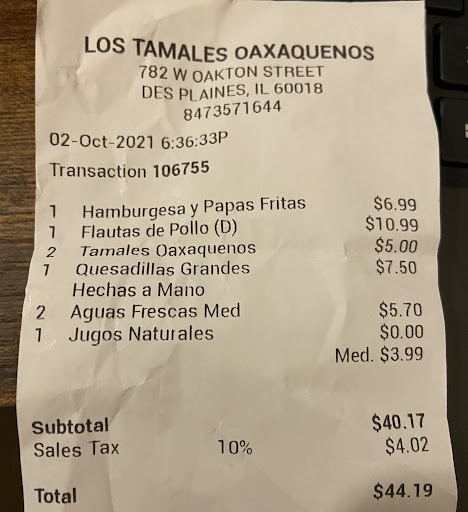 LOS TAMALES OAXAQUENOS
782 W OAKTON STREET
DES PLAINES, IL 60018
8473571644
02-Oct-2021 6:36:33P
Transaction 106755
1 Hamburgesa y Papas Fritas $6.99
1 Flautas de Pollo (D) $10.99
2 Tamales Oaxaquenos $5.00
1 Quesadillas Grandes $7.50
Hechas a Mano
2 Aguas Frescas Med $5.70
1 Jugos Naturales $0.00
Med. $3.99
Subtotal $40.17
Sales Tax 10% $4.02
Total $44.19